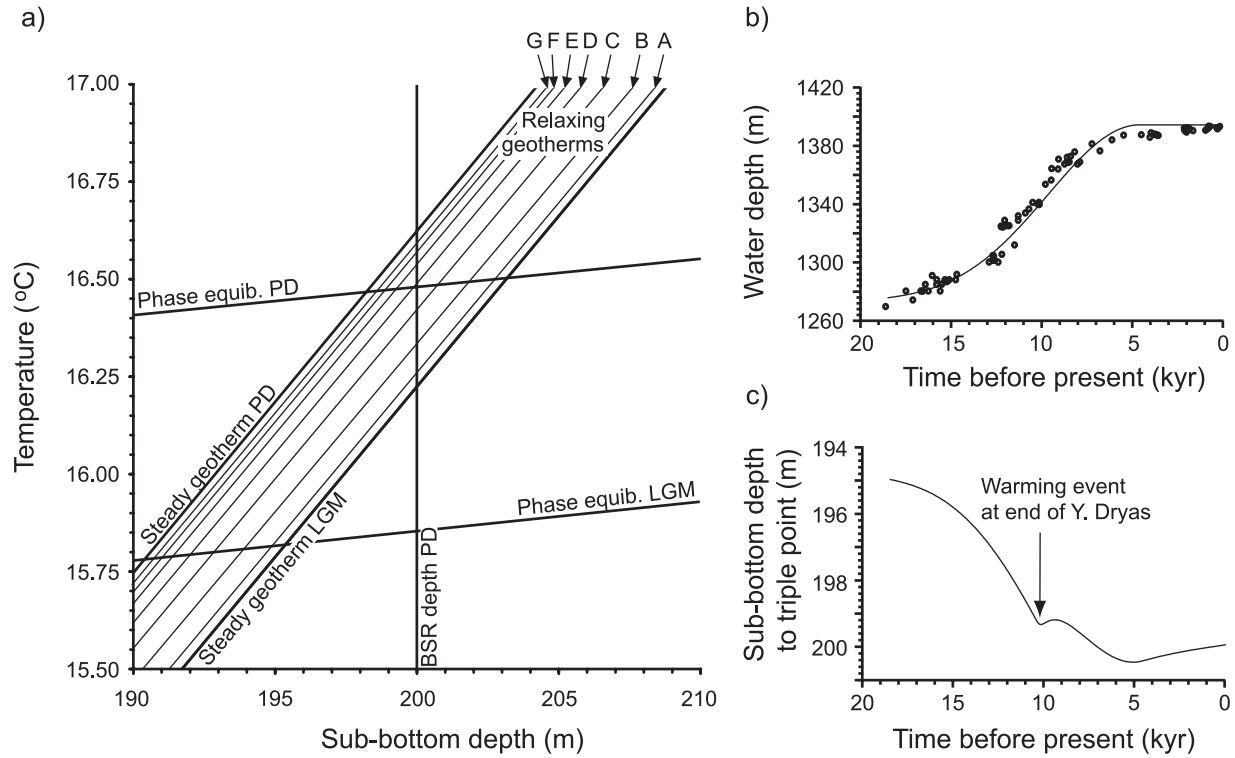 a)
G F E D C B A
17.00
16.75
16.50
16.25
16.00
15.75
15.50
Temperature (ºC)
Relaxing
geotherms
Phase equib. PD
Steady geotherm PD
Steady geotherm LGM
Phase equib. LGM
BSR depth PD
190 195 200 205 210
Sub-bottom depth (m)
b)
1420
1380
1340
1300
1260
Water depth (m)
20 15 10 5 0
Time before present (kyr)
c)
194
196
198
200
Sub-bottom depth
to triple point (m)
Warming event
at end of Y. Dryas
20 15 10 5 0
Time before present (kyr)